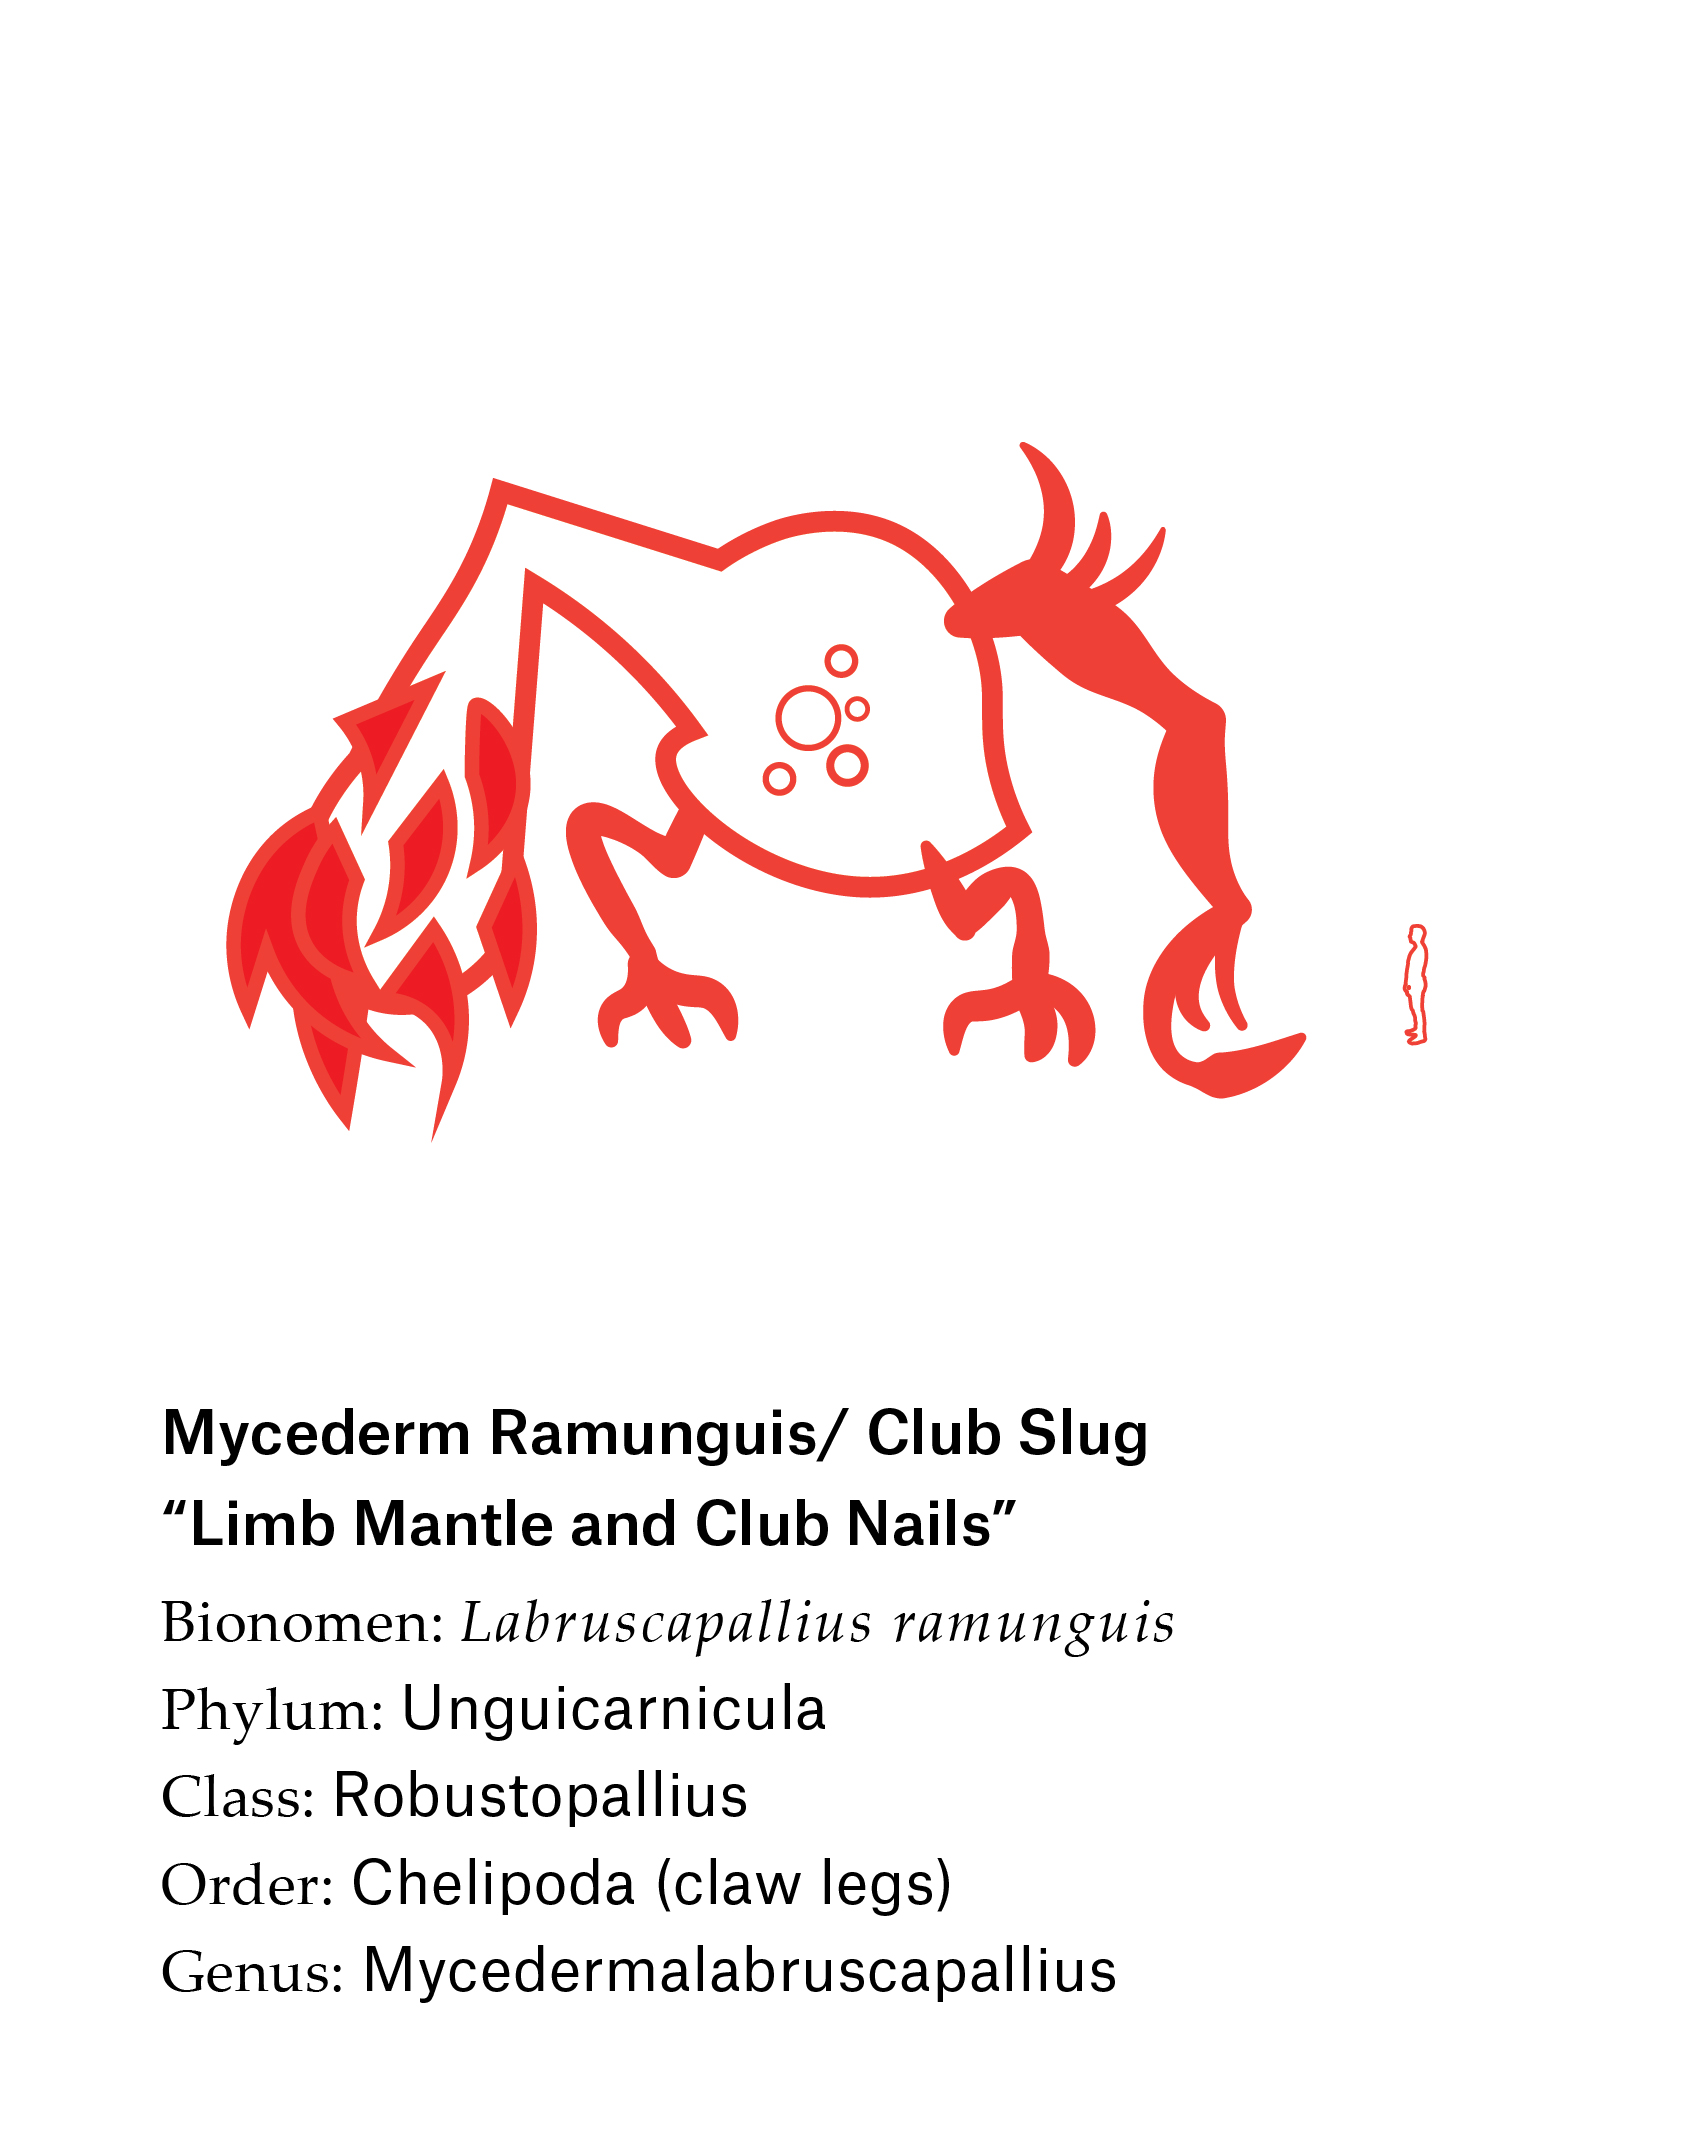 Mycederm Ramunguis/ Club Slug
“Limb Mantle and Club Nails”
Bionomen: Labruscapallius ramunguis
Phylum: Unguicarnicula
Class: Robustopallius
Order: Chelipoda (claw legs)
Genus: Mycedermalabruscapallius